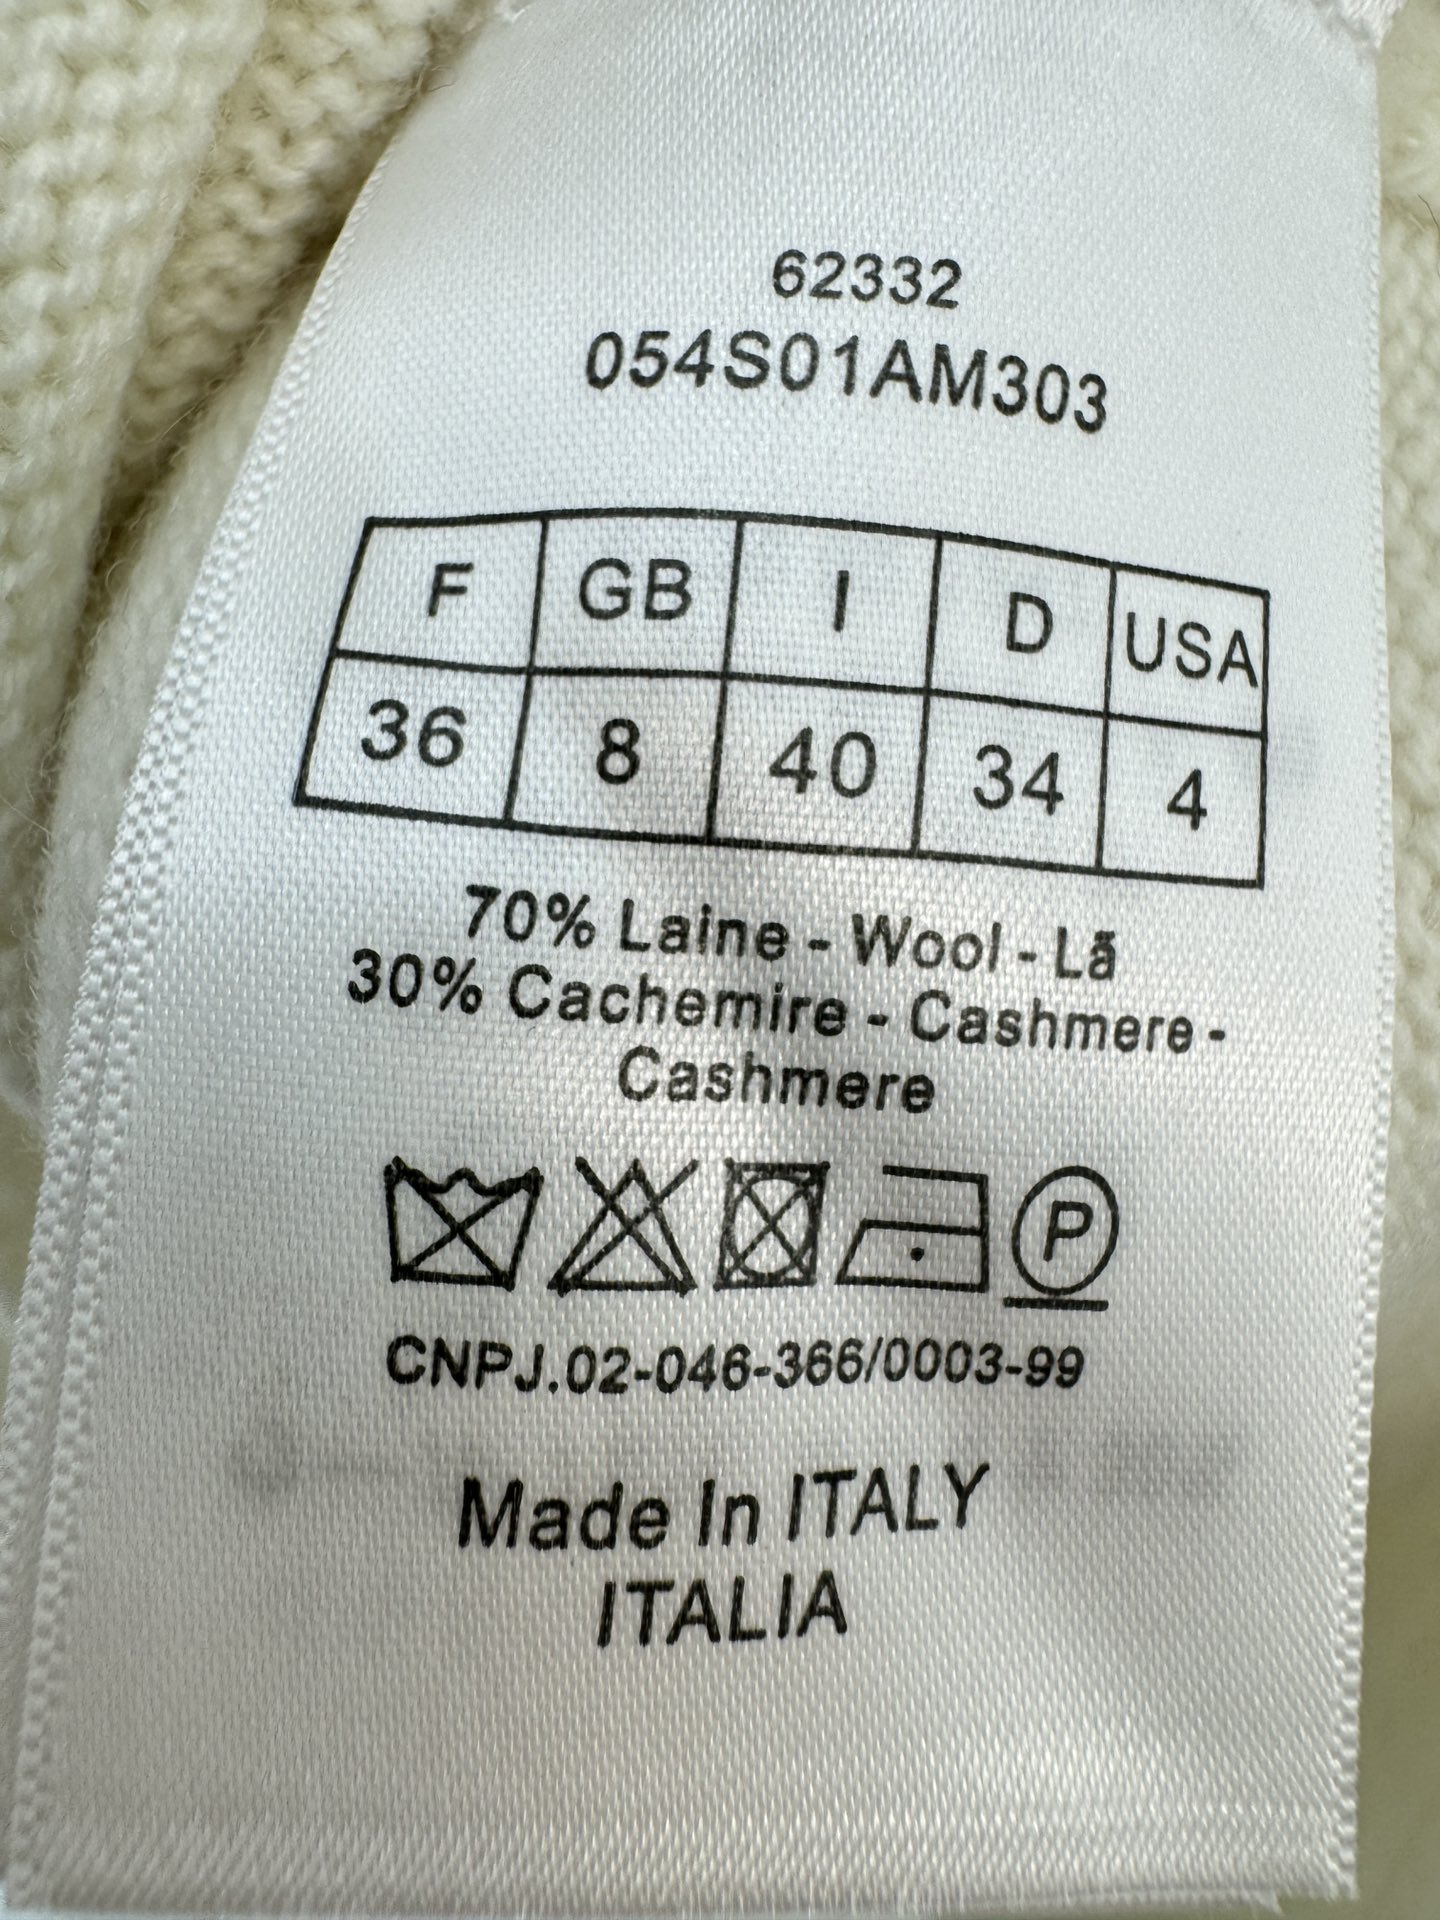 62332
054S01AM303
F GB I D USA
36 8 40 34 4
70% Laine - Wool - Lã
30% Cachemire - Cashmere -
Cashmere
P
CNPJ.02-046-366/0003-99
Made In ITALY
ITALIA